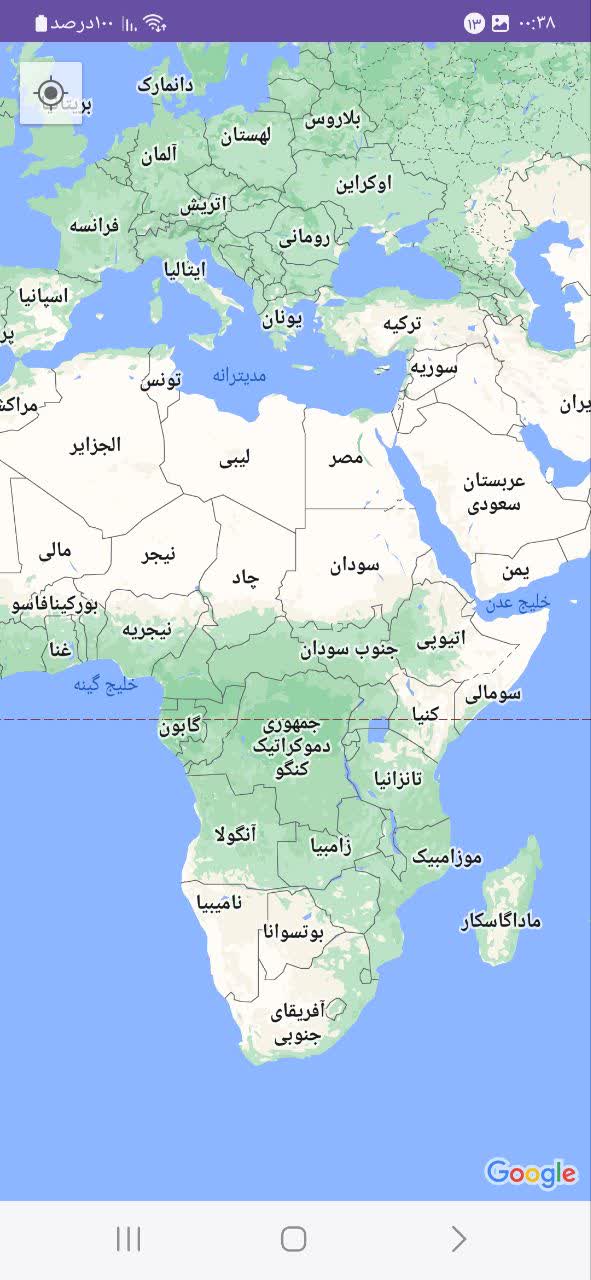 ۱۰۰درصد
۱۳
۰۰:۳۸
دانمارک
بلاروس
لهستان
آلمان
اوکراین
اتریش
فرانسه
رومانی
ایتالیا
اسپانیا
یونان
ترکیه
پر
سوریه
مدیترانه
تونس
یران
مراکش
الجزایر
لیبی
مصر
عربستان
سعودی
مالی
نیجر
چاد
سودان
یمن
خلیج عدن
بورکینافاسو
نیجریه
اتیوپی
غنا
جنوب سودان
خلیج گینه
سومالی
کنیا
گابون
جمهوری
دموکراتیک
کنگو
تانزانیا
آنگولا
زامبیا
موزامبیک
نامیبیا
ماداگاسکار
بوتسوانا
آفریقای
جنوبی
Google